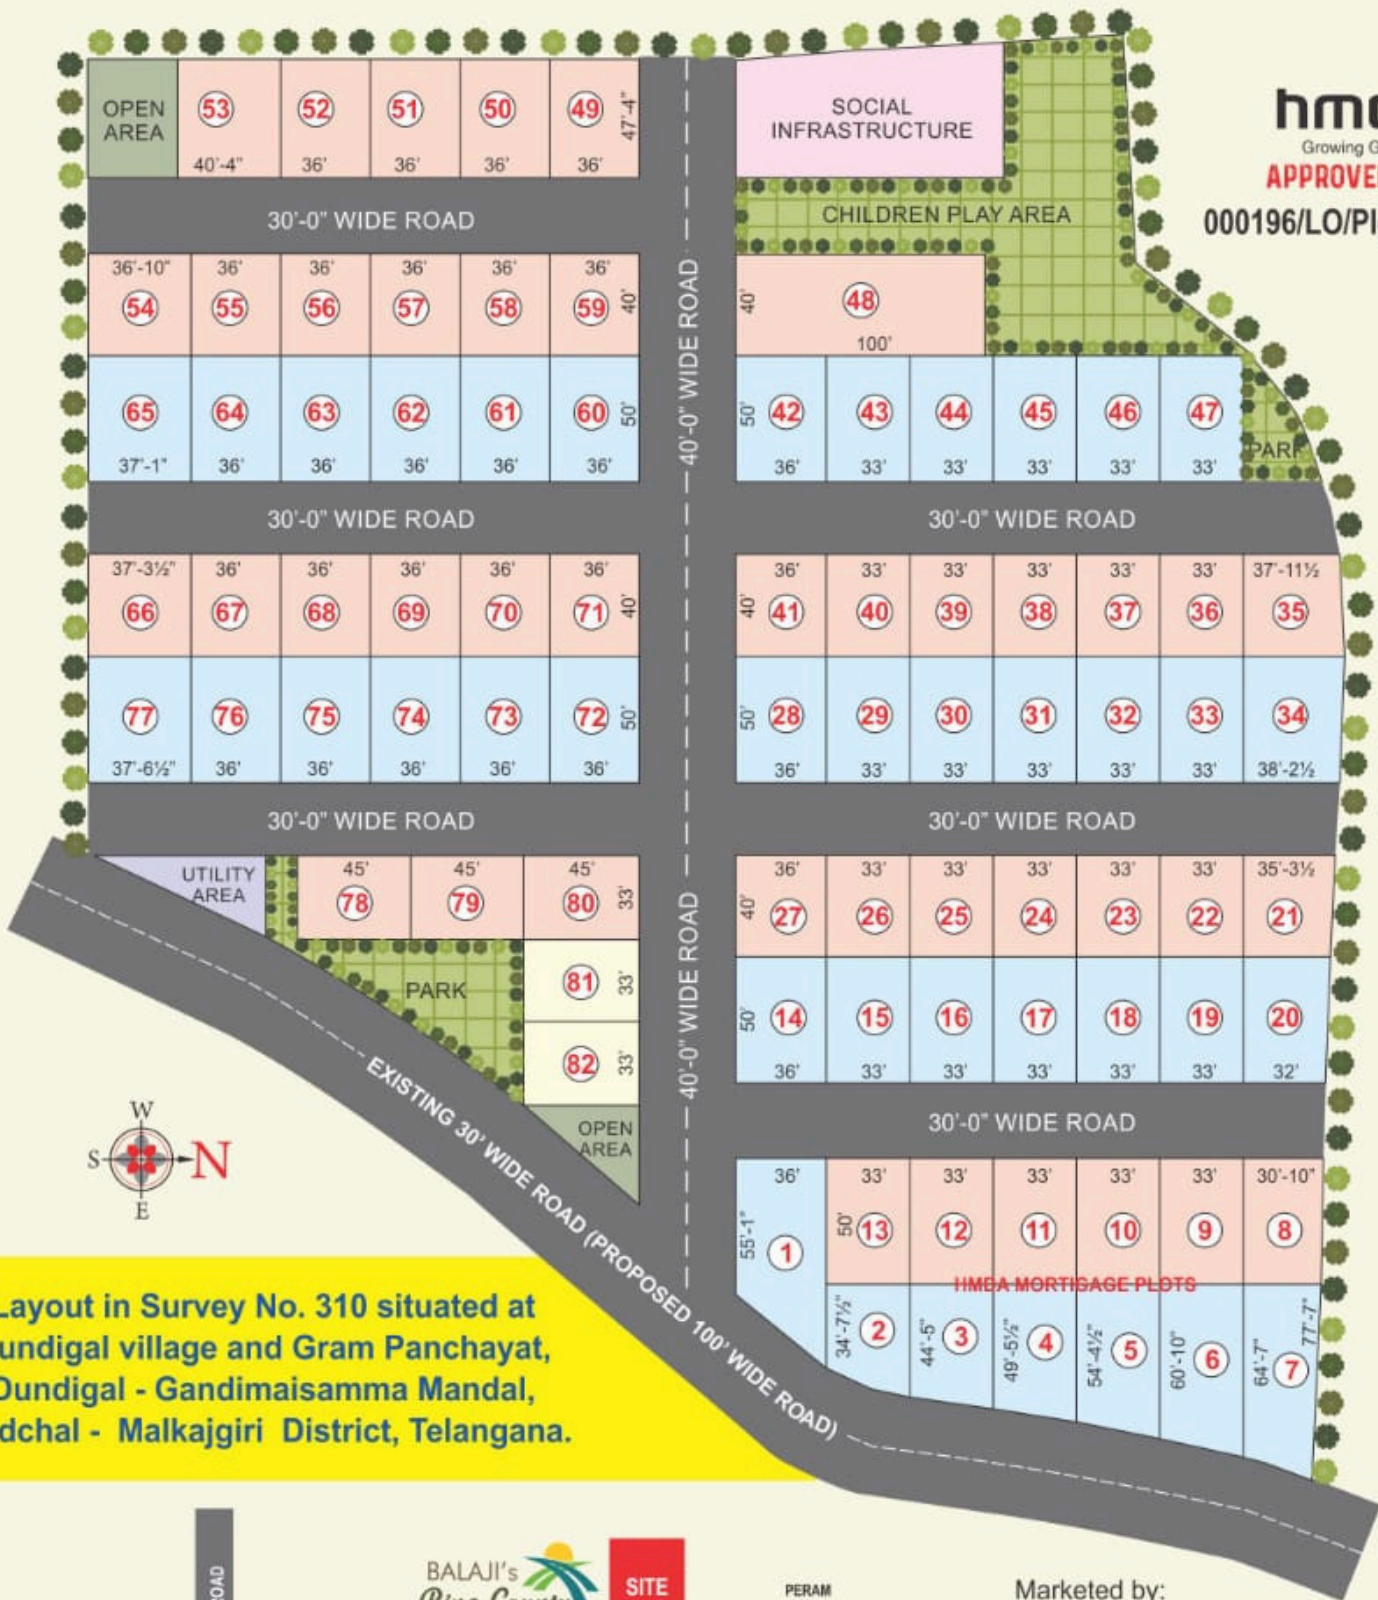 OPEN
AREA
53 52 51 50 49
47'-4"
40'-4" 36' 36' 36' 36'
SOCIAL
INFRASTRUCTURE
Growing
APPROVE
000196/LO/
30'-0" WIDE ROAD
CHILDREN PLAY AREA
36'-10" 36' 36' 36' 36' 36'
54 55 56 57 58 59
40'
40'
48
100'
40'-0" WIDE ROAD
65 64 63 62 61 60
50'
37'-1" 36' 36' 36' 36' 36'
50'
42 43 44 45 46 47
PARK
36' 33' 33' 33' 33' 33'
30'-0" WIDE ROAD
30'-0" WIDE ROAD
37'-3½" 36' 36' 36' 36' 36'
66 67 68 69 70 71
40'
36' 33' 33' 33' 33' 33' 37'-11½
40'
41 40 39 38 37 36 35
77 76 75 74 73 72
50'
37'-6½" 36' 36' 36' 36' 36'
50'
28 29 30 31 32 33 34
36' 33' 33' 33' 33' 33' 38'-2½
30'-0" WIDE ROAD
30'-0" WIDE ROAD
UTILITY
AREA
45' 45' 45'
78 79 80
33'
PARK
81
33'
82
33'
OPEN
AREA
40'-0" WIDE ROAD
36' 33' 33' 33' 33' 33' 35'-3½
40'
27 26 25 24 23 22 21
50'
14 15 16 17 18 19 20
36' 33' 33' 33' 33' 33' 32'
30'-0" WIDE ROAD
36' 33' 33' 33' 33' 33' 30'-10"
55'-1"
1
50'
13 12 11 10 9 8
HMDA MORTIGAGE PLOTS
34'-7½" 44'-5" 49'-5½" 54'-4½" 60'-10" 64'-7" 77'-7"
2 3 4 5 6 7
EXISTING 30' WIDE ROAD (PROPOSED 100' WIDE ROAD)
W
S N
E
Layout in Survey No. 310 situated at
undigal village and Gram Panchayat,
Dundigal - Gandimaisamma Mandal,
dchal - Malkajgiri District, Telangana.
OAD
BALAJI's
SITE
PERAM
Marketed by: